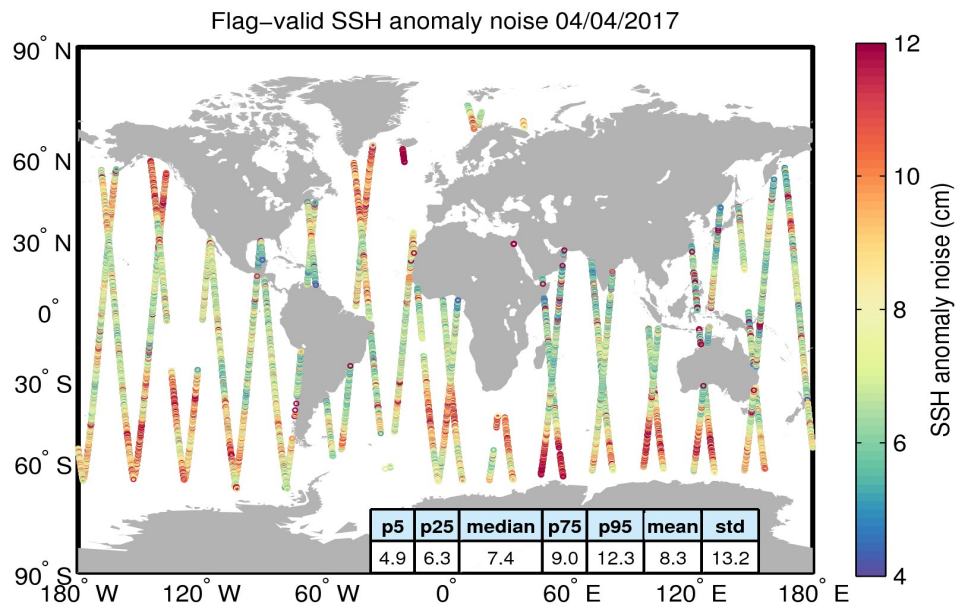 Flag–valid SSH anomaly noise 04/04/2017
90° N
60° N
30° N
0°
30° S
60° S
90° S
180° W 120° W 60° W 0° 60° E 120° E 180° E
p5 p25 median p75 p95 mean std
4.9 6.3 7.4 9.0 12.3 8.3 13.2
12
10
8
6
4
SSH anomaly noise (cm)